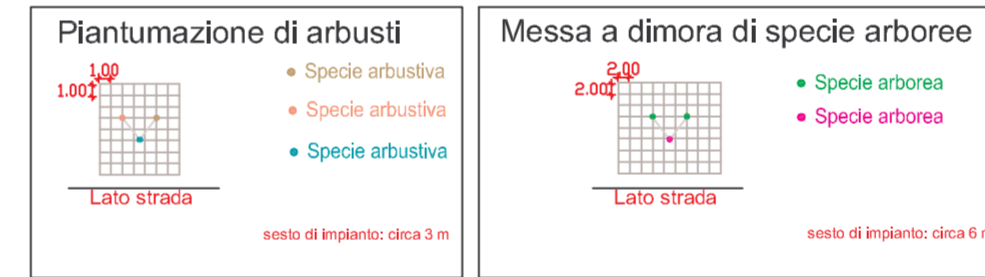 Piantumazione di arbusti
1.00
1.00
Specie arbustiva
Specie arbustiva
Specie arbustiva
Lato strada
sesto di impianto: circa 3 m
Messa a dimora di specie arboree
2.00
2.00
Specie arborea
Specie arborea
Lato strada
sesto di impianto: circa 6